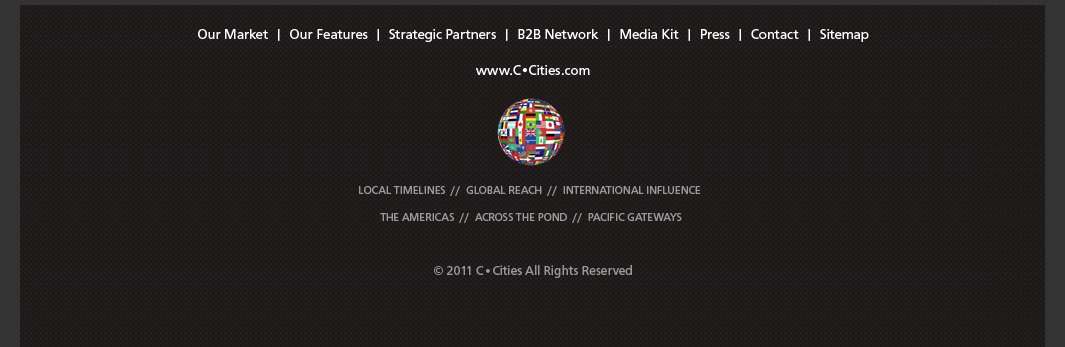 Our Market | Our Features | Strategic Partners | B2B Network | Media Kit | Press | Contact | Sitemap
www.C•Cities.com
LOCAL TIMELINES // GLOBAL REACH // INTERNATIONAL INFLUENCE
THE AMERICAS // ACROSS THE POND // PACIFIC GATEWAYS
© 2011 C•Cities All Rights Reserved